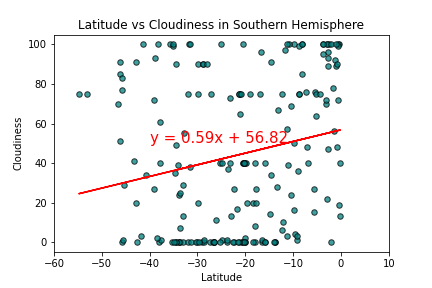 Latitude vs Cloudiness in Southern Hemisphere
100
80
60
40
20
0
Cloudiness
y = 0.59x + 56.82
−60 −50 −40 −30 −20 −10 0 10
Latitude